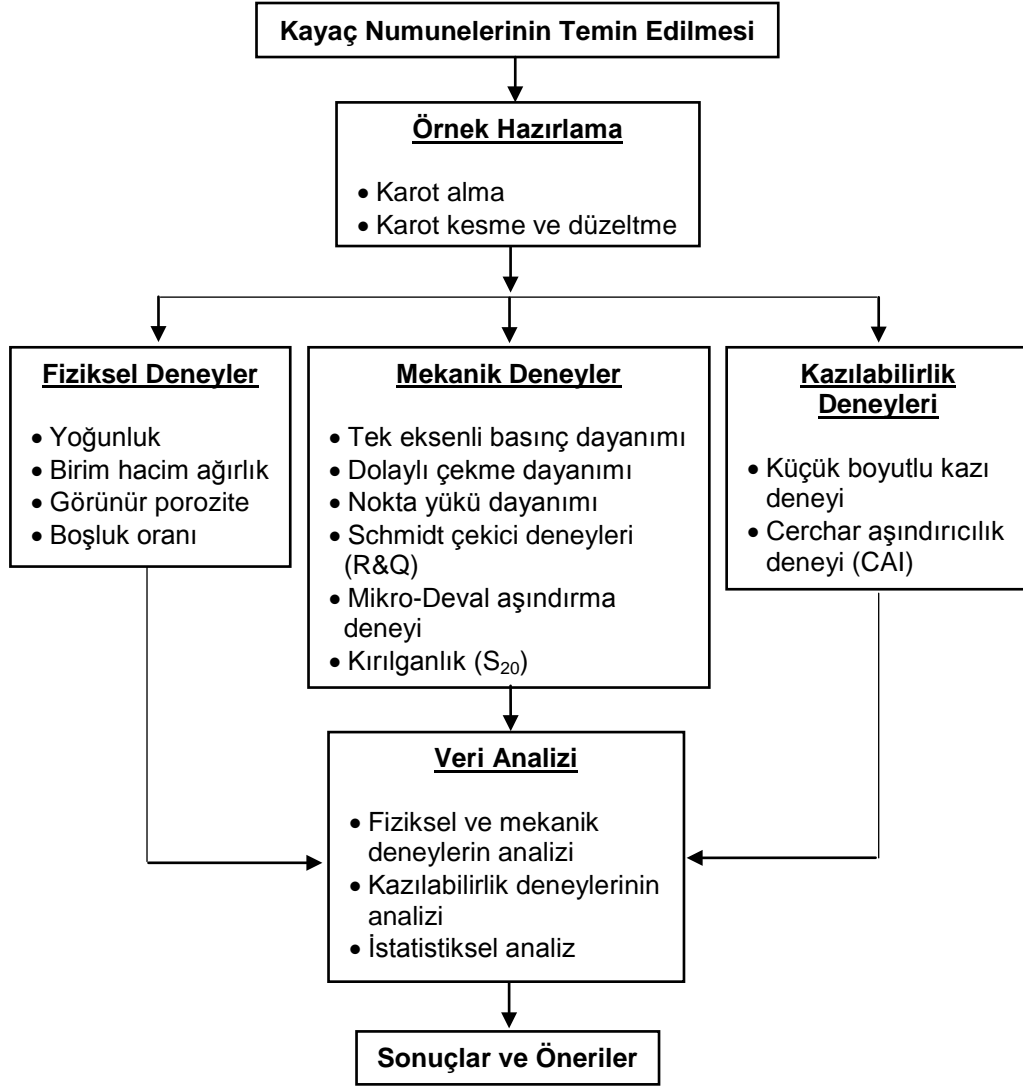 Kayaç Numunelerinin Temin Edilmesi
Örnek Hazırlama
• Karot alma
• Karot kesme ve düzeltme
Fiziksel Deneyler
• Yoğunluk
• Birim hacim ağırlık
• Görünür porozite
• Boşluk oranı
Mekanik Deneyler
• Tek eksenli basınç dayanımı
• Dolaylı çekme dayanımı
• Nokta yükü dayanımı
• Schmidt çekici deneyleri
(R&Q)
• Mikro-Deval aşındırma
deneyi
• Kırılganlık (S₂₀)
Kazılabilirlik
Deneyleri
• Küçük boyutlu kazı
deneyi
• Cerchar aşındırıcılık
deneyi (CAI)
Veri Analizi
• Fiziksel ve mekanik
deneylerin analizi
• Kazılabilirlik deneylerinin
analizi
• İstatistiksel analiz
Sonuçlar ve Öneriler